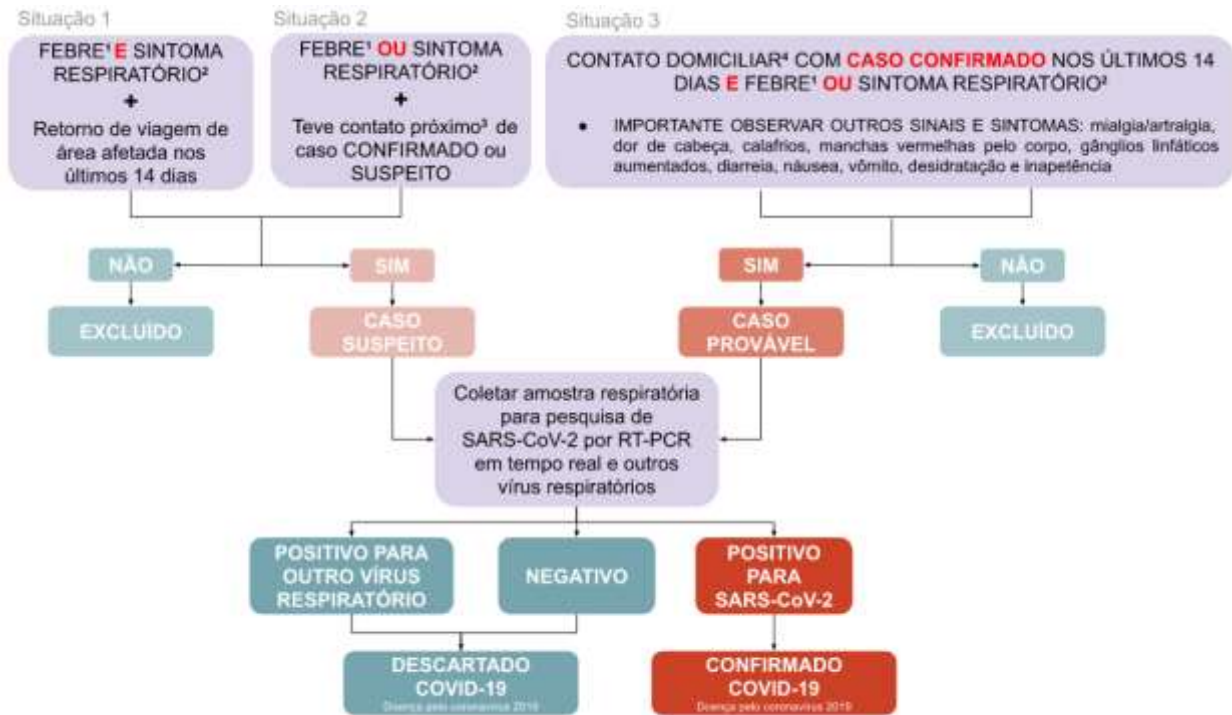 Situação 1
FEBRE¹ E SINTOMA
RESPIRATÓRIO²
+
Retorno de viagem de
área afetada nos
últimos 14 dias
Situação 2
FEBRE¹ OU SINTOMA
RESPIRATÓRIO²
+
Teve contato próximo³ de
caso CONFIRMADO ou
SUSPEITO
Situação 3
CONTATO DOMICILIAR⁴ COM CASO CONFIRMADO NOS ÚLTIMOS 14
DIAS E FEBRE¹ OU SINTOMA RESPIRATÓRIO²
● IMPORTANTE OBSERVAR OUTROS SINAIS E SINTOMAS: mialgia/artralgia,
dor de cabeça, calafrios, manchas vermelhas pelo corpo, gânglios linfáticos
aumentados, diarreia, náusea, vômito, desidratação e inapetência
NÃO
SIM
SIM
NÃO
EXCLUÍDO
CASO
SUSPEITO
CASO
PROVÁVEL
EXCLUÍDO
Coletar amostra respiratória
para pesquisa de
SARS-CoV-2 por RT-PCR
em tempo real e outros
vírus respiratórios
POSITIVO PARA
OUTRO VÍRUS
RESPIRATÓRIO
NEGATIVO
POSITIVO
PARA
SARS-CoV-2
DESCARTADO
COVID-19
Doença pelo coronavírus 2019
CONFIRMADO
COVID-19
Doença pelo coronavírus 2019